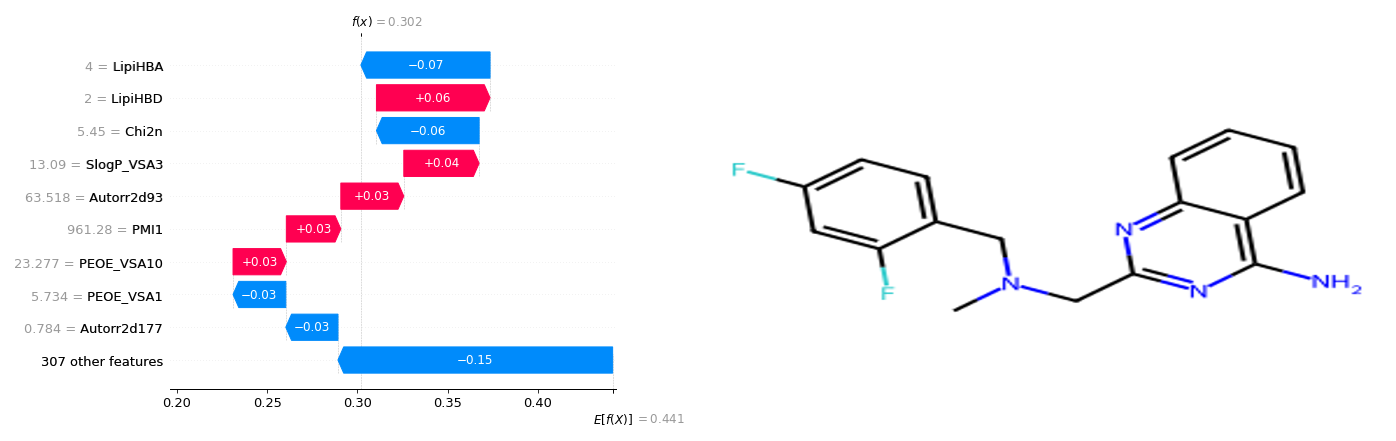 f(x) = 0.302
4 = LipiHBA
−0.07
2 = LipiHBD
+0.06
5.45 = Chi2n
−0.06
13.09 = SlogP_VSA3
+0.04
63.518 = Autorr2d93
+0.03
961.28 = PMI1
+0.03
23.277 = PEOE_VSA10
+0.03
5.734 = PEOE_VSA1
−0.03
0.784 = Autorr2d177
−0.03
307 other features
−0.15
0.20 0.25 0.30 0.35 0.40
E[f(X)] = 0.441
F
F
N
N
N
NH2